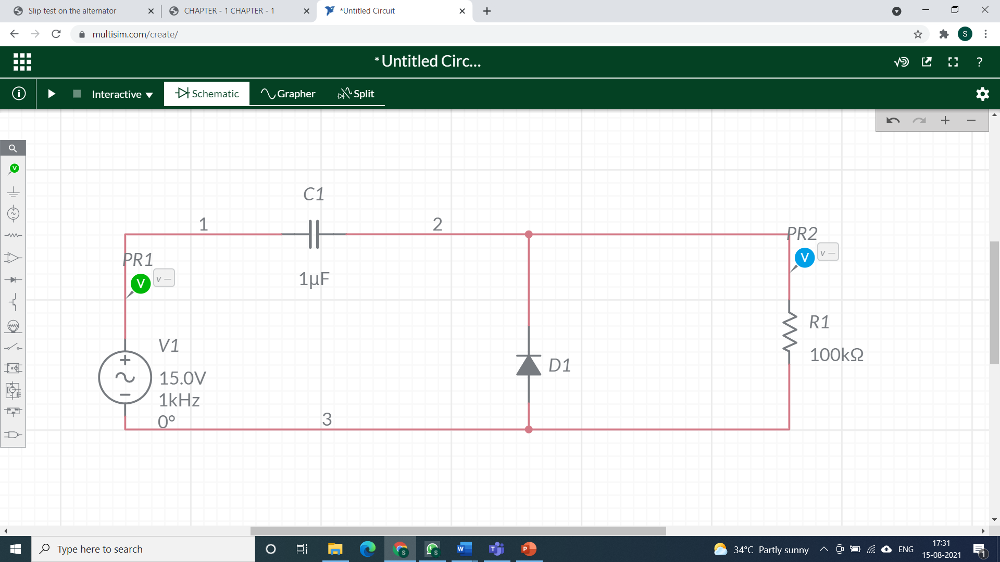 Slip test on the alternator
CHAPTER - 1 CHAPTER - 1
*Untitled Circuit
multisim.com/create/
S
*Untitled Circ...
?
Interactive
Schematic
Grapher
Split
V
C1
1
2
1µF
PR1
V
v —
PR2
V
v —
V1
15.0V
1kHz
0°
D1
R1
100kΩ
3
Type here to search
34°C Partly sunny
ENG
17:31
15-08-2021
1